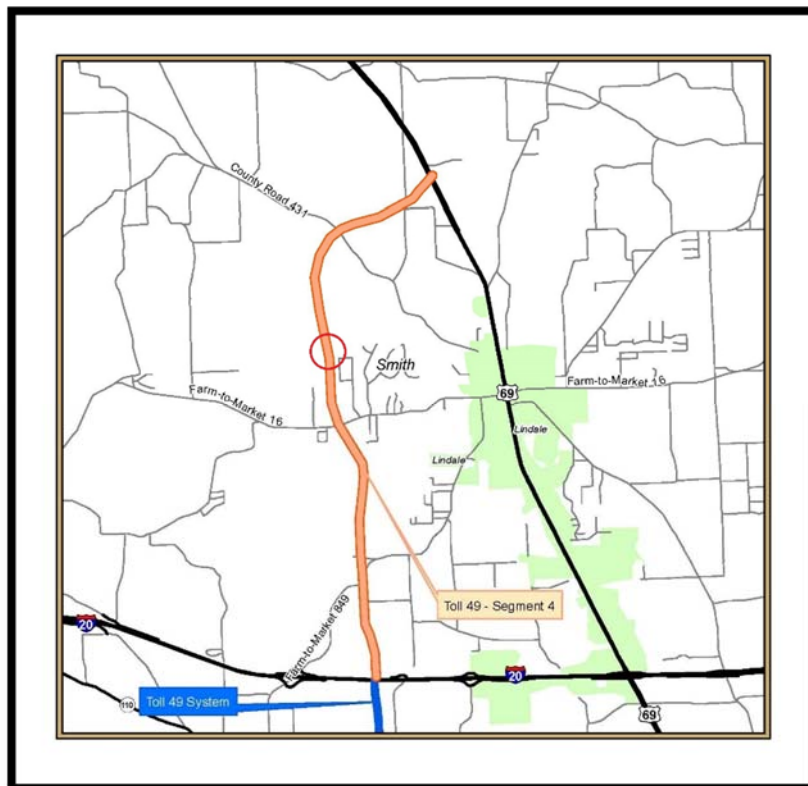 County Road 431
Smith
Farm-to-Market 16
69
Farm-to-Market 16
Lindale
Lindale
Toll 49 - Segment 4
Farm-to-Market 849
20
20
110
Toll 49 System
69